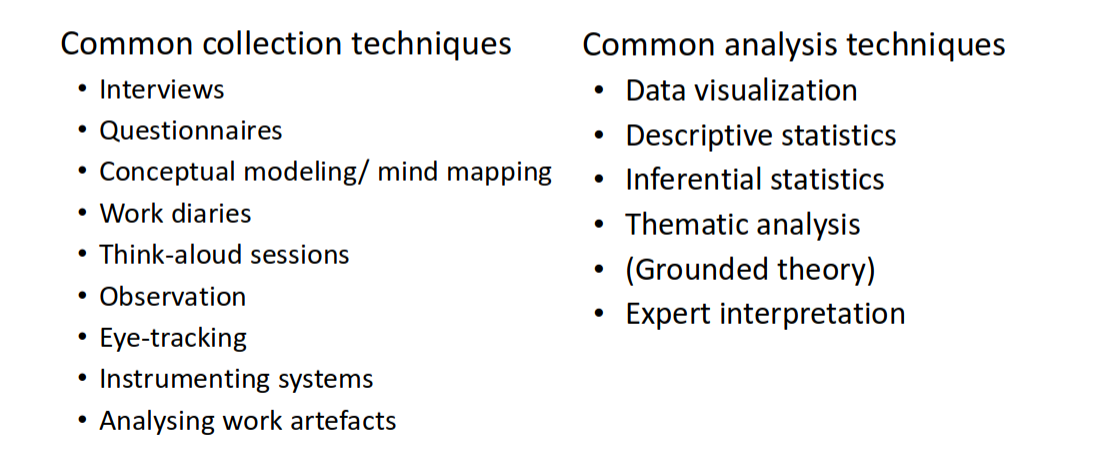 Common collection techniques
• Interviews
• Questionnaires
• Conceptual modeling/ mind mapping
• Work diaries
• Think-aloud sessions
• Observation
• Eye-tracking
• Instrumenting systems
• Analysing work artefacts
Common analysis techniques
• Data visualization
• Descriptive statistics
• Inferential statistics
• Thematic analysis
• (Grounded theory)
• Expert interpretation